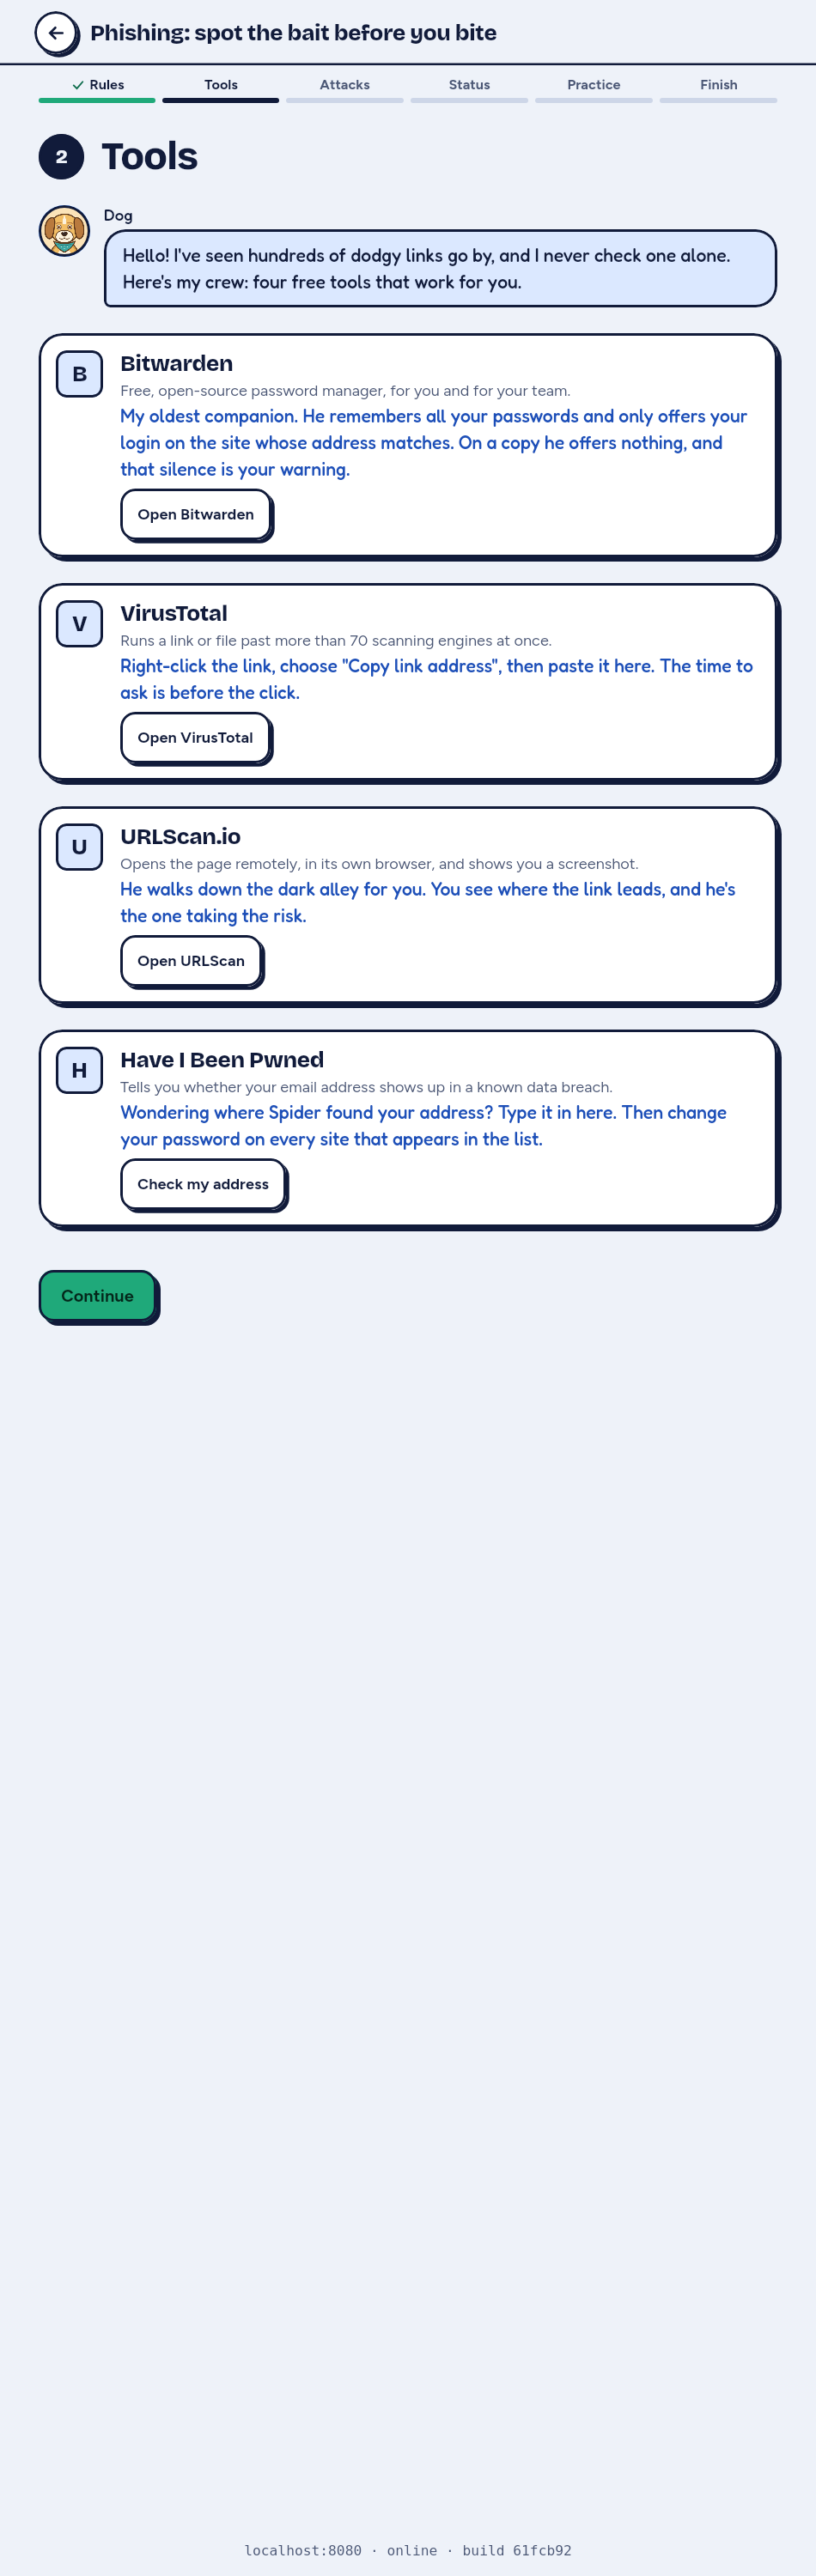 Phishing: spot the bait before you bite
Rules
Tools
Attacks
Status
Practice
Finish
2
Tools
Dog
Hello! I've seen hundreds of dodgy links go by, and I never check one alone.
Here's my crew: four free tools that work for you.
B
Bitwarden
Free, open-source password manager, for you and for your team.
My oldest companion. He remembers all your passwords and only offers your
login on the site whose address matches. On a copy he offers nothing, and
that silence is your warning.
Open Bitwarden
V
VirusTotal
Runs a link or file past more than 70 scanning engines at once.
Right-click the link, choose "Copy link address", then paste it here. The time to
ask is before the click.
Open VirusTotal
U
URLScan.io
Opens the page remotely, in its own browser, and shows you a screenshot.
He walks down the dark alley for you. You see where the link leads, and he's
the one taking the risk.
Open URLScan
H
Have I Been Pwned
Tells you whether your email address shows up in a known data breach.
Wondering where Spider found your address? Type it in here. Then change
your password on every site that appears in the list.
Check my address
Continue
localhost:8080 · online · build 61fcb92